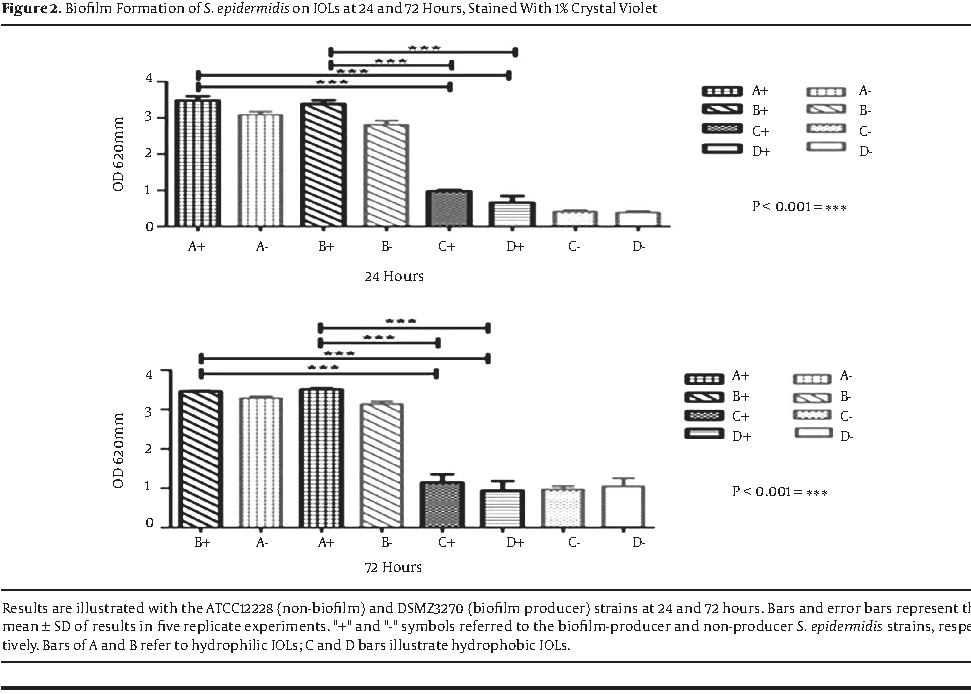 Figure 2. Biofilm Formation of S. epidermidis on IOLs at 24 and 72 Hours, Stained With 1% Crystal Violet
***
***
***
***
4
3
2
1
0
OD 620mm
A+ A- B+ B- C+ D+ C- D-
24 Hours
A+ A-
B+ B-
C+ C-
D+ D-
P < 0.001 = ***
***
***
***
***
4
3
2
1
0
OD 620mm
B+ A- A+ B- C+ D+ C- D-
72 Hours
A+ A-
B+ B-
C+ C-
D+ D-
P < 0.001 = ***
Results are illustrated with the ATCC12228 (non-biofilm) and DSMZ3270 (biofilm producer) strains at 24 and 72 hours. Bars and error bars represent th
mean ± SD of results in five replicate experiments. "+" and "-" symbols referred to the biofilm-producer and non-producer S. epidermidis strains, respe
tively. Bars of A and B refer to hydrophilic IOLs; C and D bars illustrate hydrophobic IOLs.